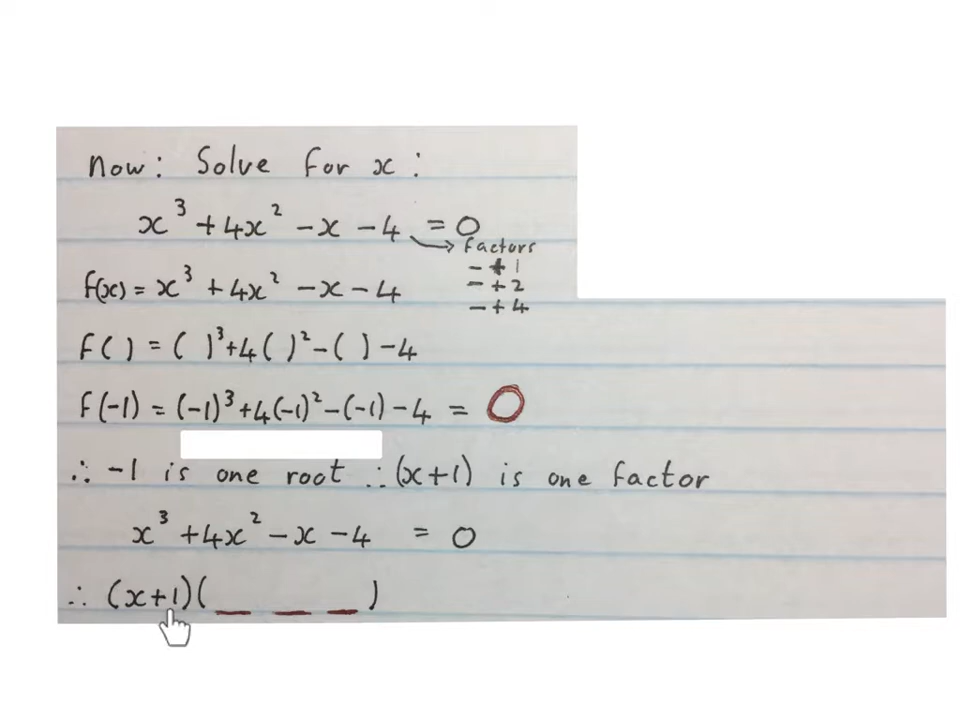 Now: Solve for x:
x³ + 4x² - x - 4 = 0
factors
- + 1
- + 2
- + 4
f(x) = x³ + 4x² - x - 4
f( ) = ( )³+4( )²-( ) -4
f(-1) = (-1)³+4(-1)²-(-1)-4 = 0
∴ -1 is one root ∴ (x+1) is one factor
x³ +4x² - x - 4 = 0
∴ (x+1)(_ _ _ )